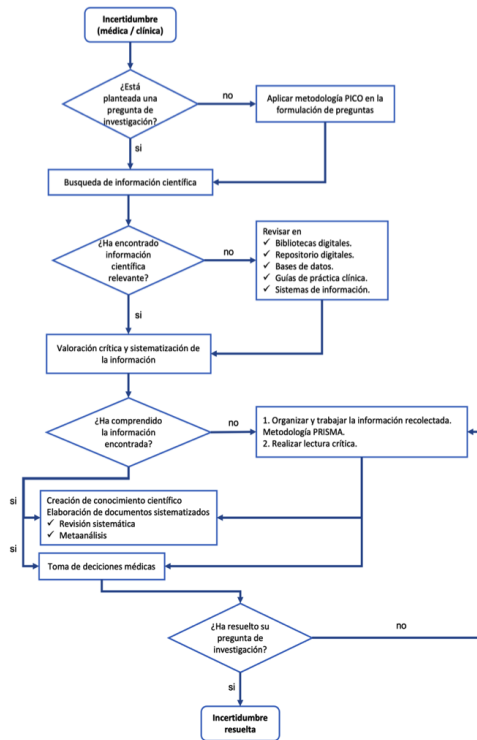 Incertidumbre
(médica / clínica)
¿Está
planteada una
pregunta de
investigación?
no
Aplicar metodología PICO en la
formulación de preguntas
si
Busqueda de información científica
¿Ha encontrado
información
científica
relevante?
no
Revisar en
✓ Bibliotecas digitales.
✓ Repositorio digitales.
✓ Bases de datos.
✓ Guías de práctica clínica.
✓ Sistemas de información.
si
Valoración crítica y sistematización de
la información
¿Ha comprendido
la información
encontrada?
no
1. Organizar y trabajar la información recolectada.
Metodología PRISMA.
2. Realizar lectura crítica.
si
Creación de conocimiento científico
Elaboración de documentos sistematizados
✓ Revisión sistemática
✓ Metaanálisis
si
Toma de deciciones médicas
¿Ha resuelto su
pregunta de
investigación?
no
si
Incertidumbre
resuelta